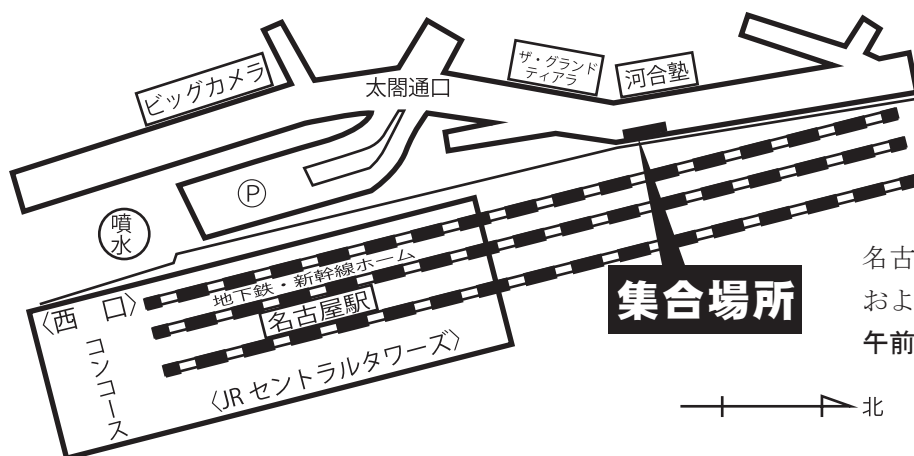 ビッグカメラ
太閤通口
ザ・グランド
ティアラ
河合塾
Ⓟ
噴
水
地下鉄・新幹線ホーム
名古屋駅
〈西　口〉
コンコース
〈JRセントラルタワーズ〉
集合場所
名古
およ
午前
北